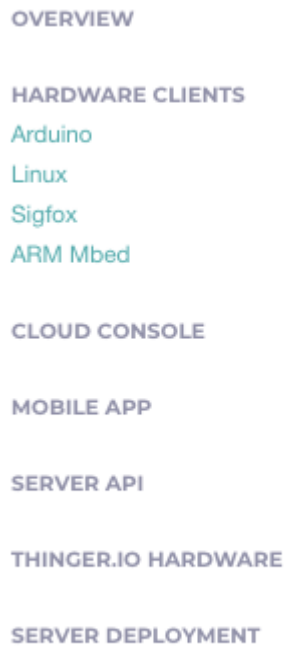 OVERVIEW
HARDWARE CLIENTS
Arduino
Linux
Sigfox
ARM Mbed
CLOUD CONSOLE
MOBILE APP
SERVER API
THINGER.IO HARDWARE
SERVER DEPLOYMENT